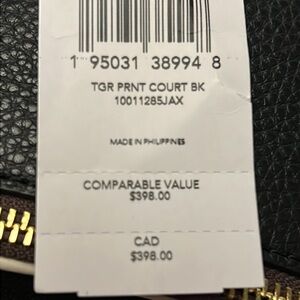 1 95031 38994 8
TGR PRNT COURT BK
10011285JAX
MADE IN PHILIPPINES
COMPARABLE VALUE
$398.00
CAD
$398.00